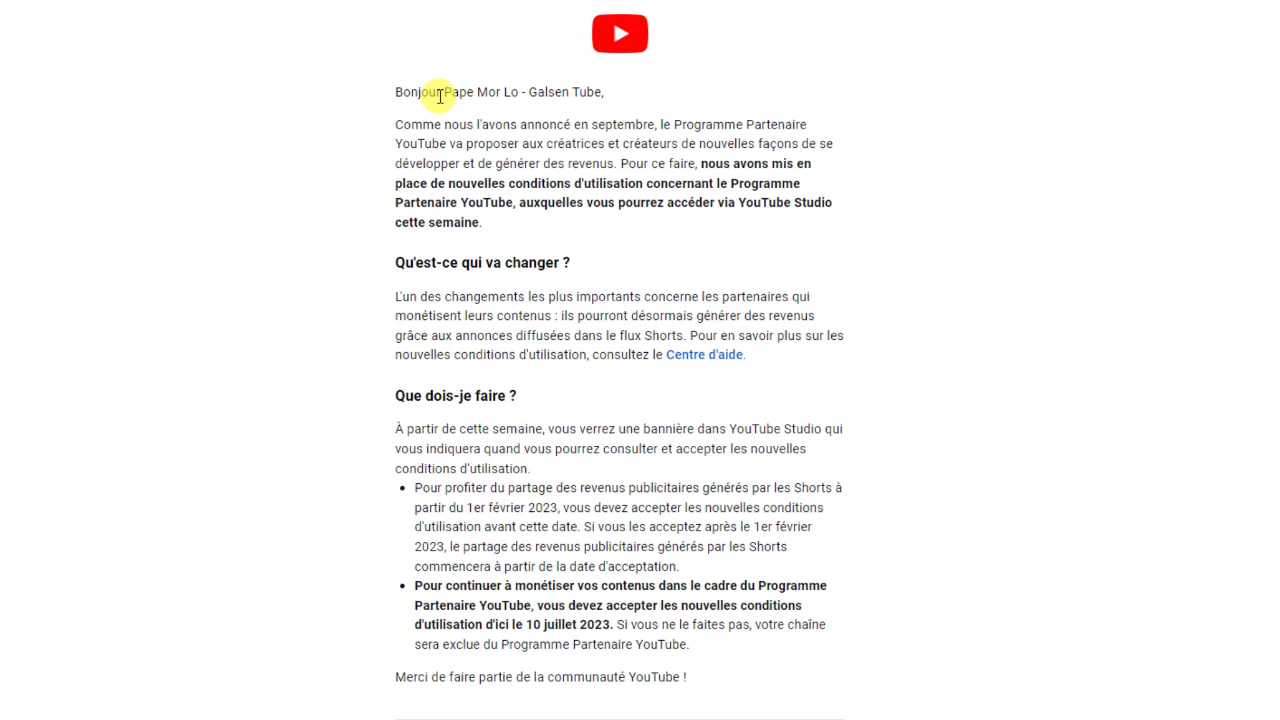 Bonjour Pape Mor Lo - Galsen Tube,
Comme nous l'avons annoncé en septembre, le Programme Partenaire
YouTube va proposer aux créatrices et créateurs de nouvelles façons de se
développer et de générer des revenus. Pour ce faire, nous avons mis en
place de nouvelles conditions d'utilisation concernant le Programme
Partenaire YouTube, auxquelles vous pourrez accéder via YouTube Studio
cette semaine.
Qu'est-ce qui va changer ?
L'un des changements les plus importants concerne les partenaires qui
monétisent leurs contenus : ils pourront désormais générer des revenus
grâce aux annonces diffusées dans le flux Shorts. Pour en savoir plus sur les
nouvelles conditions d'utilisation, consultez le Centre d'aide.
Que dois-je faire ?
À partir de cette semaine, vous verrez une bannière dans YouTube Studio qui
vous indiquera quand vous pourrez consulter et accepter les nouvelles
conditions d'utilisation.
• Pour profiter du partage des revenus publicitaires générés par les Shorts à
partir du 1er février 2023, vous devez accepter les nouvelles conditions
d'utilisation avant cette date. Si vous les acceptez après le 1er février
2023, le partage des revenus publicitaires générés par les Shorts
commencera à partir de la date d'acceptation.
• Pour continuer à monétiser vos contenus dans le cadre du Programme
Partenaire YouTube, vous devez accepter les nouvelles conditions
d'utilisation d'ici le 10 juillet 2023. Si vous ne le faites pas, votre chaîne
sera exclue du Programme Partenaire YouTube.
Merci de faire partie de la communauté YouTube !